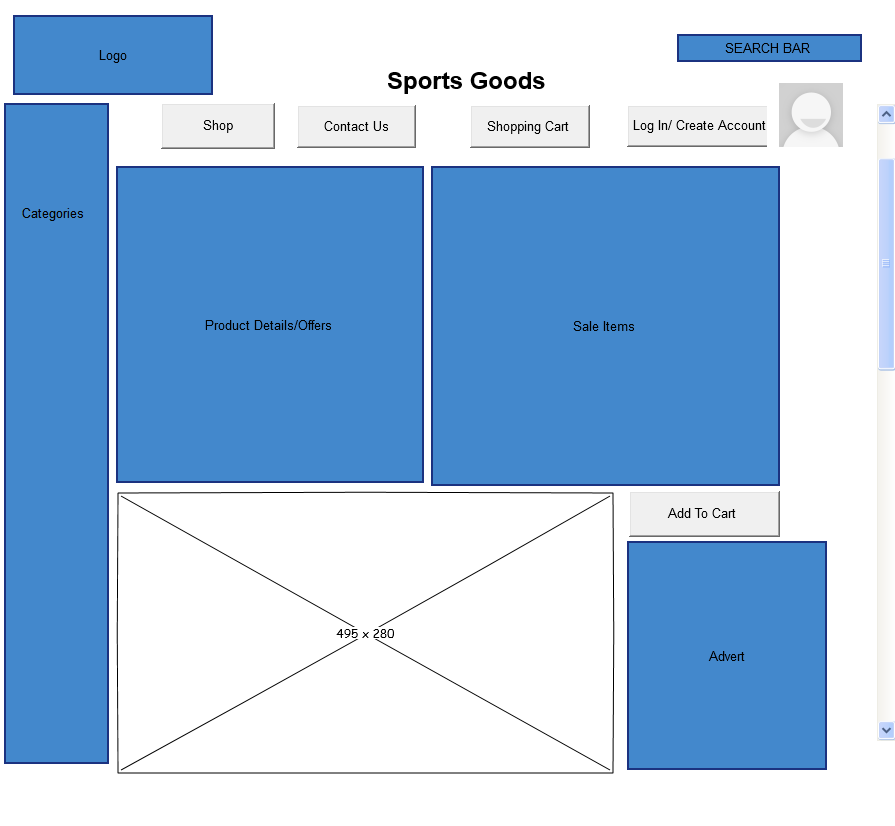 Logo
SEARCH BAR
Sports Goods
Shop
Contact Us
Shopping Cart
Log In/ Create Account
Categories
Product Details/Offers
Sale Items
Add To Cart
495 x 280
Advert